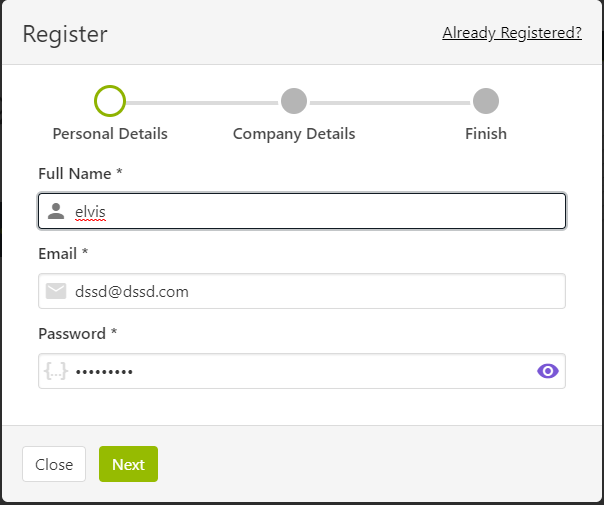 Register
Already Registered?
Personal Details
Company Details
Finish
Full Name *
elvis
Email *
dssd@dssd.com
Password *
{...} •••••••••
Close
Next